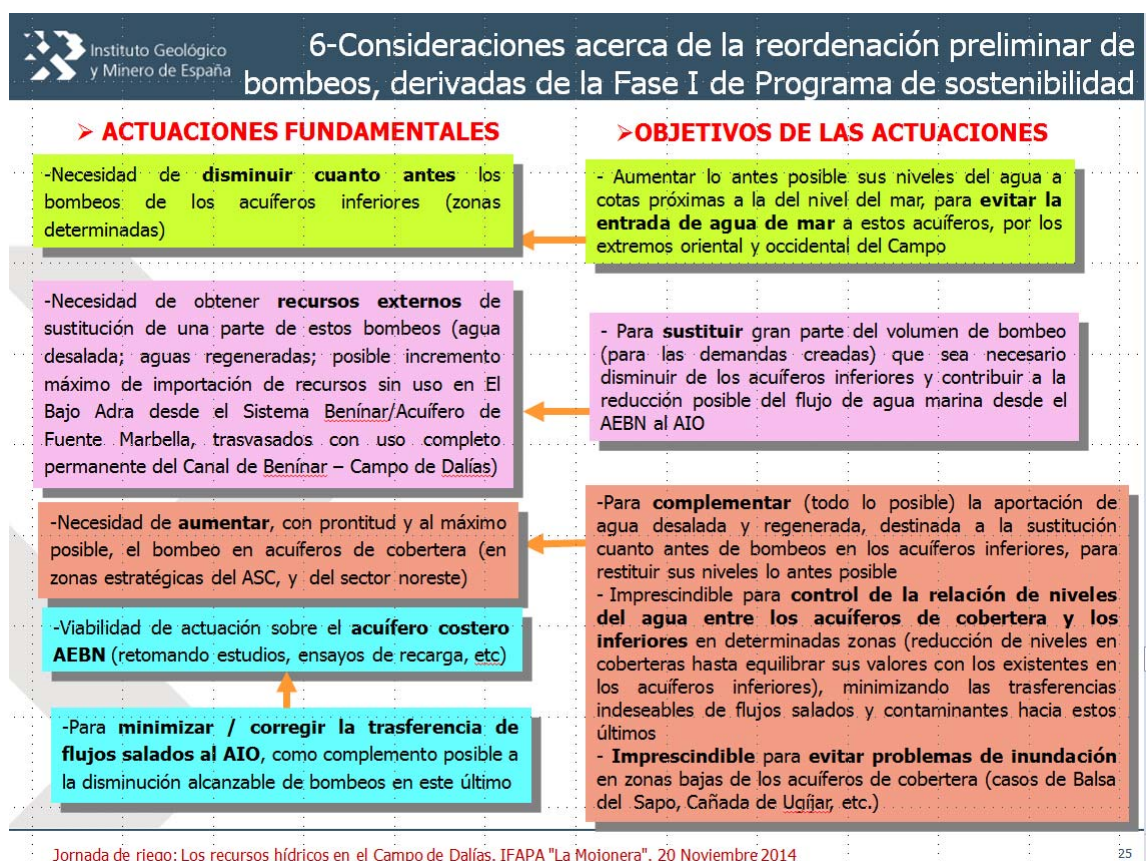 Instituto Geológico
y Minero de España
6-Consideraciones acerca de la reordenación preliminar de
bombeos, derivadas de la Fase I de Programa de sostenibilidad
➢ ACTUACIONES FUNDAMENTALES
-Necesidad de disminuir cuanto antes los
bombeos de los acuíferos inferiores (zonas
determinadas)
-Necesidad de obtener recursos externos de
sustitución de una parte de estos bombeos (agua
desalada; aguas regeneradas; posible incremento
máximo de importación de recursos sin uso en El
Bajo Adra desde el Sistema Benínar/Acuífero de
Fuente Marbella, trasvasados con uso completo
permanente del Canal de Benínar – Campo de Dalías)
-Necesidad de aumentar, con prontitud y al máximo
posible, el bombeo en acuíferos de cobertera (en
zonas estratégicas del ASC, y del sector noreste)
-Viabilidad de actuación sobre el acuífero costero
AEBN (retomando estudios, ensayos de recarga, etc)
-Para minimizar / corregir la trasferencia de
flujos salados al AIO, como complemento posible a
la disminución alcanzable de bombeos en este último
➢OBJETIVOS DE LAS ACTUACIONES
- Aumentar lo antes posible sus niveles del agua a
cotas próximas a la del nivel del mar, para evitar la
entrada de agua de mar a estos acuíferos, por los
extremos oriental y occidental del Campo
- Para sustituir gran parte del volumen de bombeo
(para las demandas creadas) que sea necesario
disminuir de los acuíferos inferiores y contribuir a la
reducción posible del flujo de agua marina desde el
AEBN al AIO
-Para complementar (todo lo posible) la aportación de
agua desalada y regenerada, destinada a la sustitución
cuanto antes de bombeos en los acuíferos inferiores, para
restituir sus niveles lo antes posible
- Imprescindible para control de la relación de niveles
del agua entre los acuíferos de cobertera y los
inferiores en determinadas zonas (reducción de niveles en
coberteras hasta equilibrar sus valores con los existentes en
los acuíferos inferiores), minimizando las trasferencias
indeseables de flujos salados y contaminantes hacia estos
últimos
- Imprescindible para evitar problemas de inundación
en zonas bajas de los acuíferos de cobertera (casos de Balsa
del Sapo, Cañada de Ugíjar, etc.)
Jornada de riego: Los recursos hídricos en el Campo de Dalías. IFAPA "La Mojonera". 20 Noviembre 2014
25